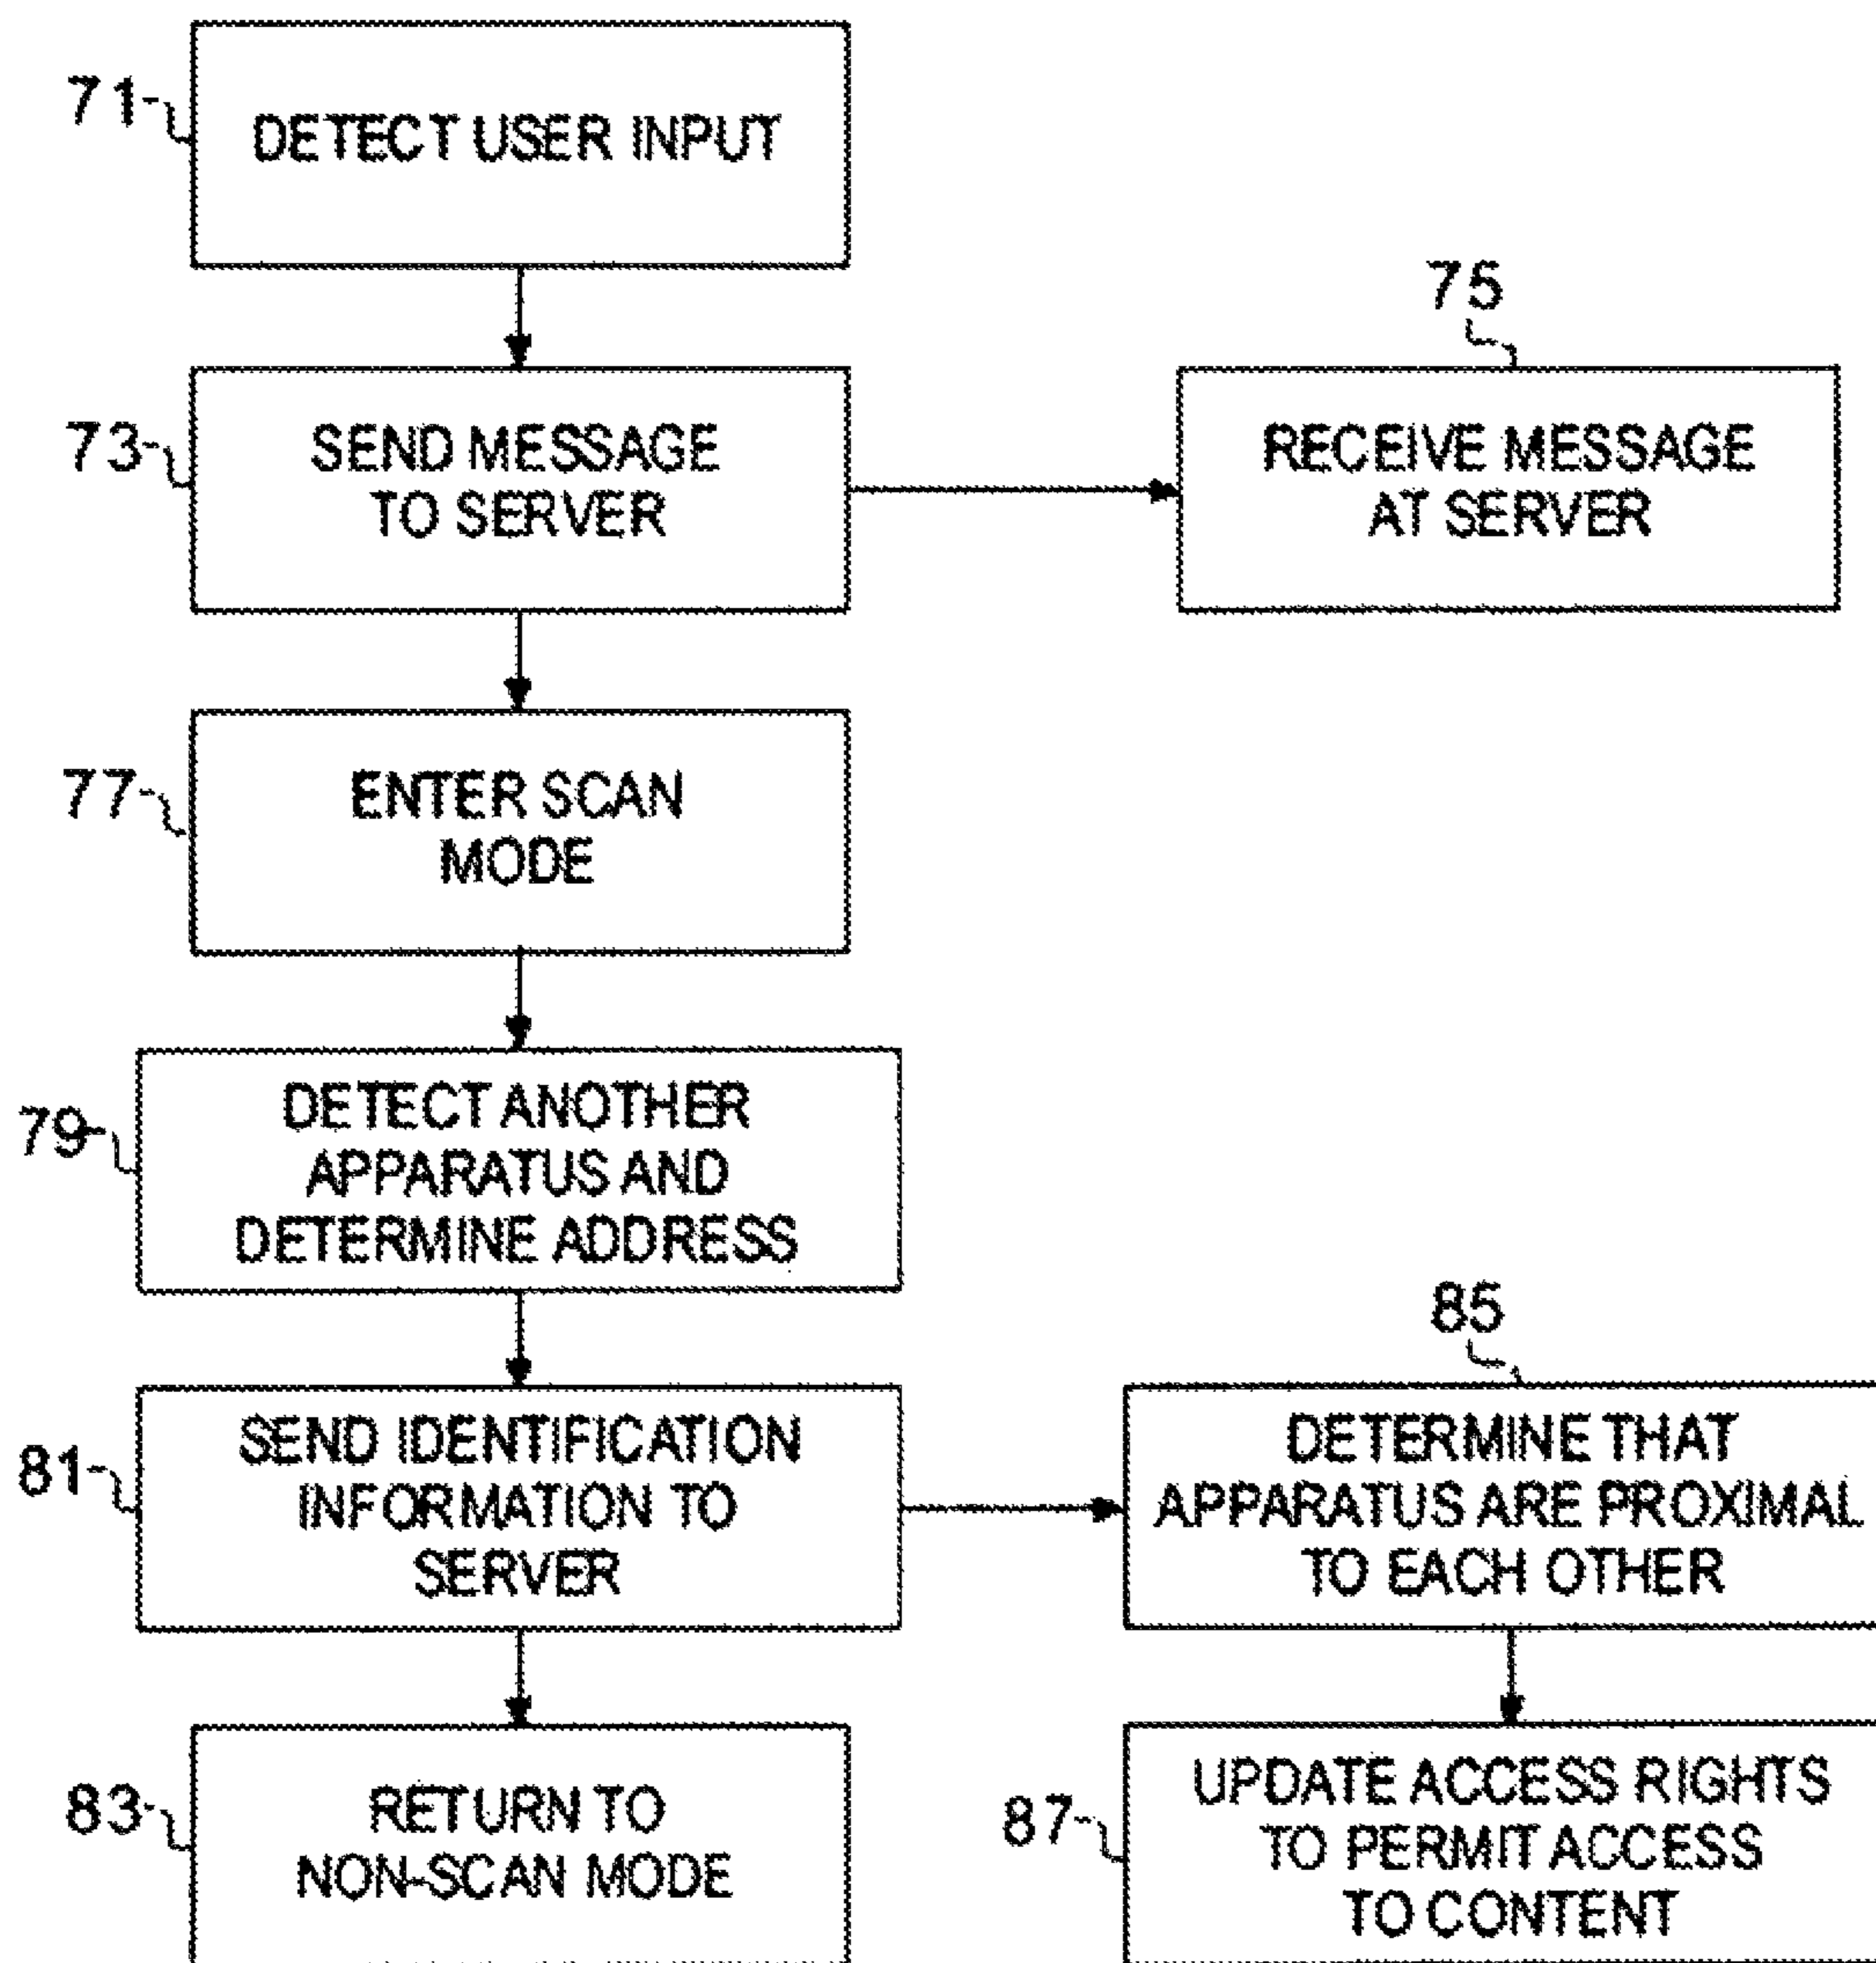 71
DETECT USER INPUT
75
73
SEND MESSAGE
TO SERVER
RECEIVE MESSAGE
AT SERVER
77
ENTER SCAN
MODE
79
DETECT ANOTHER
APPARATUS AND
DETERMINE ADDRESS
85
81
SEND IDENTIFICATION
INFORMATION TO
SERVER
DETERMINE THAT
APPARATUS ARE PROXIMAL
TO EACH OTHER
83
RETURN TO
NON-SCAN MODE
87
UPDATE ACCESS RIGHTS
TO PERMIT ACCESS
TO CONTENT